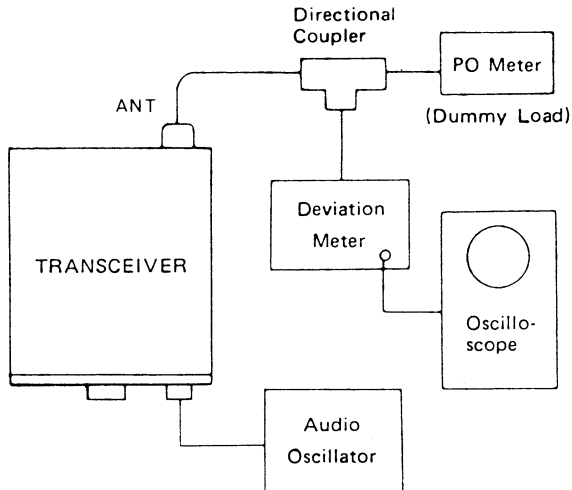 Directional
Coupler
PO Meter
(Dummy Load)
ANT
Deviation
Meter
TRANSCEIVER
Oscillo-
scope
Audio
Oscillator